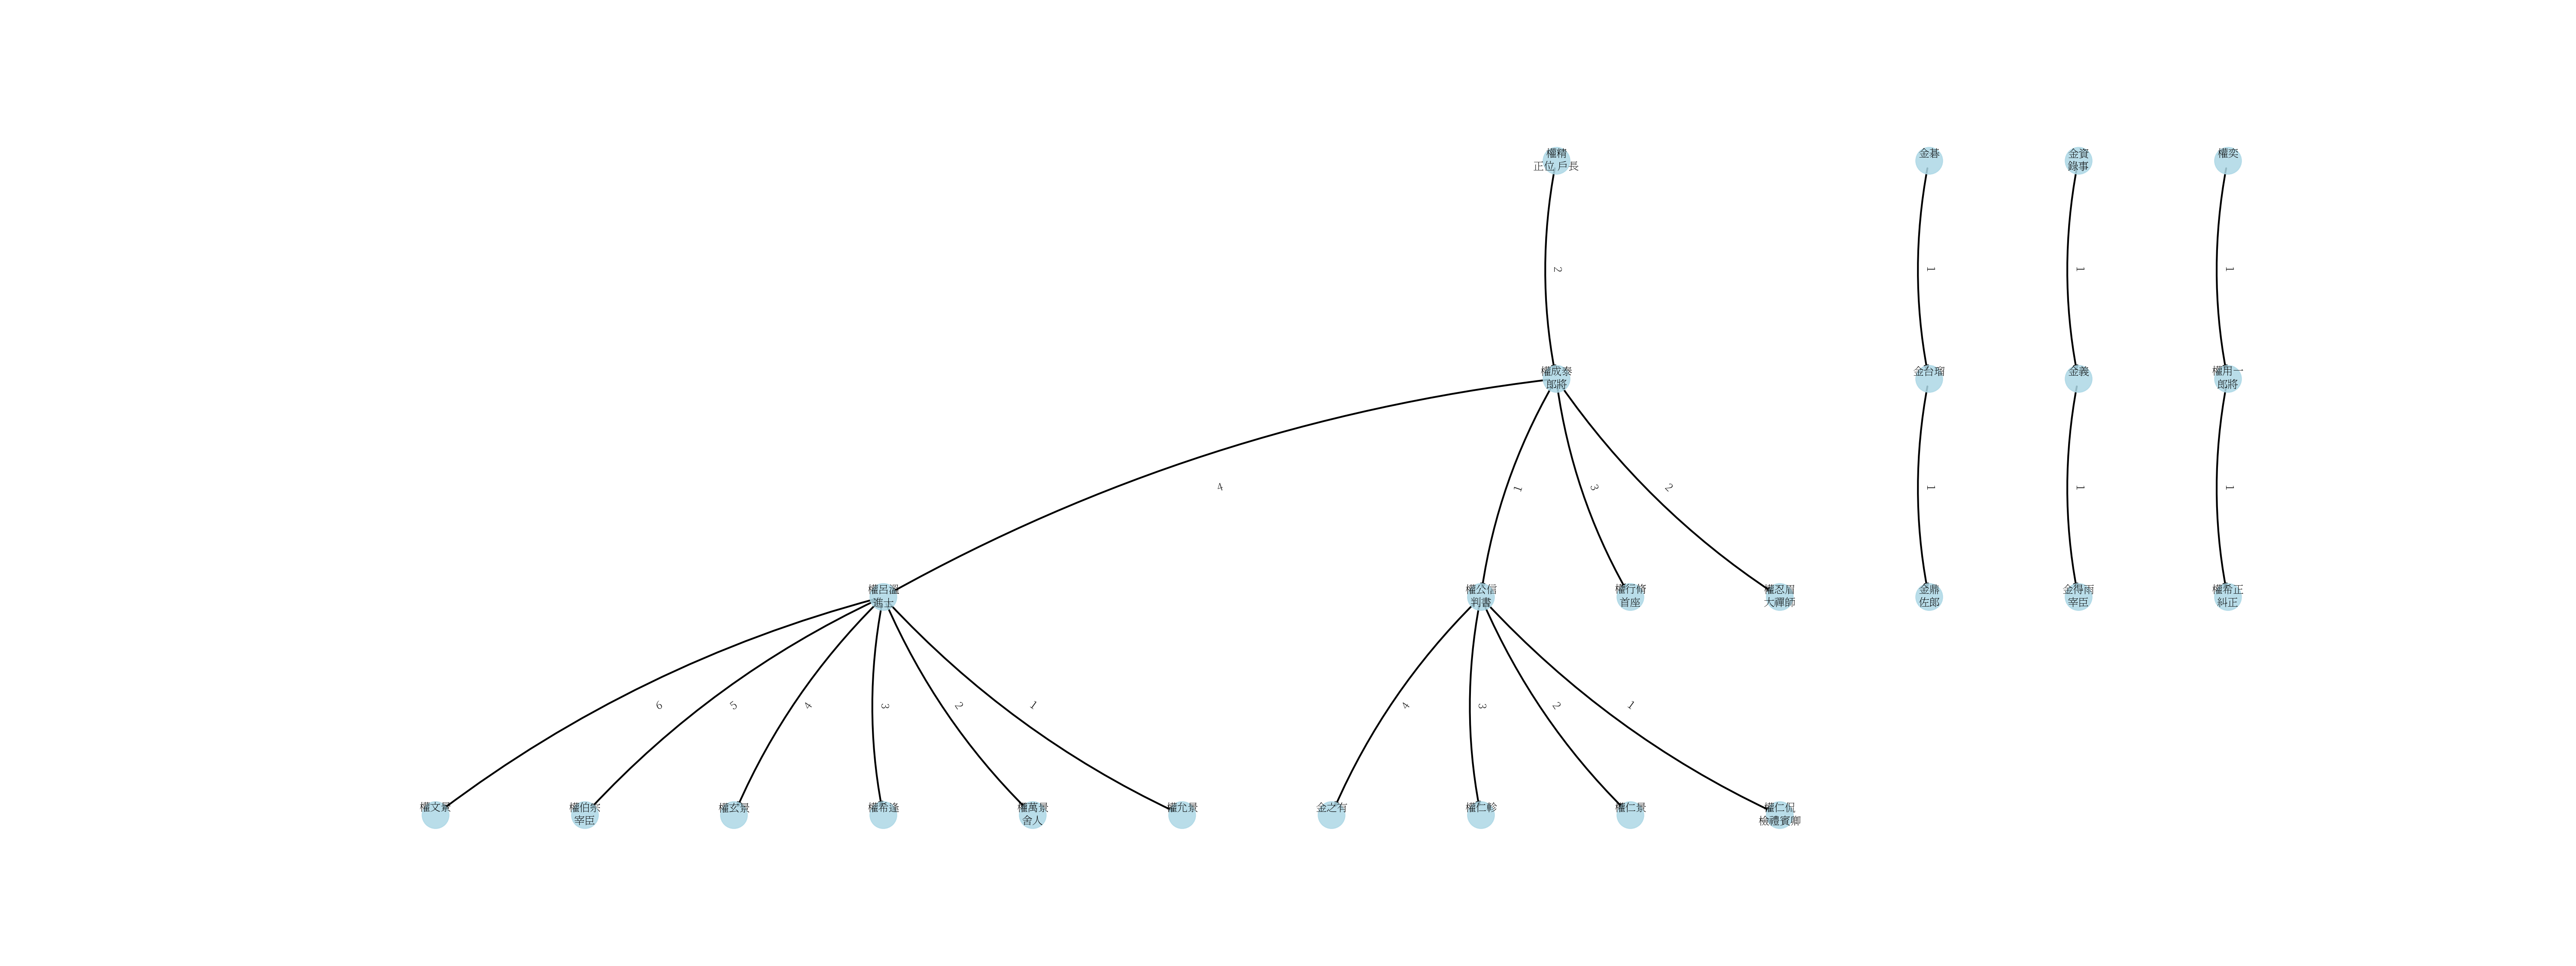 權精
正位 戶長
金碁
金資
錄事
權奕
2
1
1
1
權成泰
郎將
金台瑠
金義
權用一
郎將
4
1
3
2
1
1
1
權呂溫
進士
權公信
判書
權行脩
首座
權忍眉
大禪師
金鼎
佐郎
金得雨
宰臣
權希正
糾正
6
5
4
3
2
1
4
3
2
1
權文景
權伯宗
宰臣
權玄景
權希逢
權萬景
舍人
權允景
金之有
權仁軫
權仁景
權仁侃
檢禮賓卿